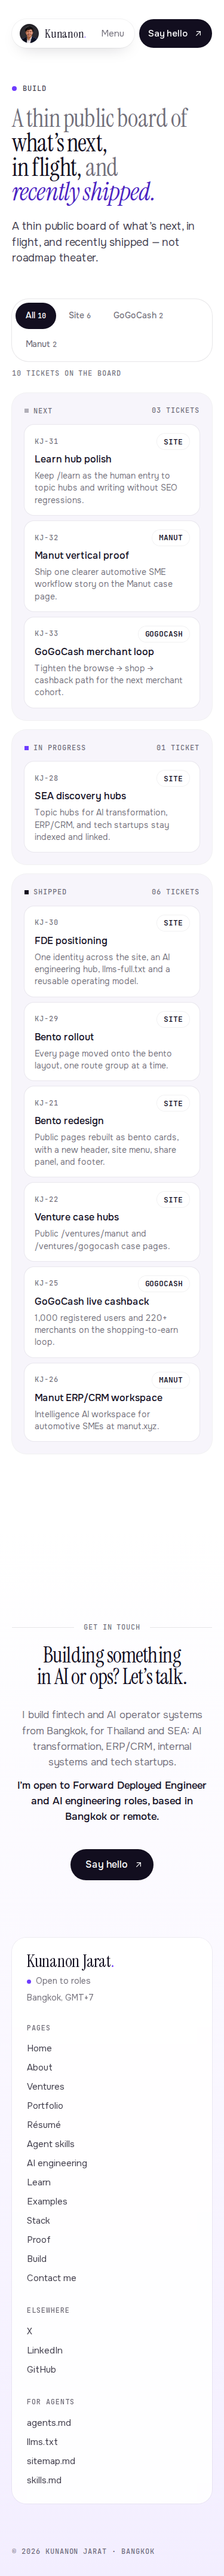 Kunanon.
Menu
Say hello ↗
BUILD
A thin public board of
what's next,
in flight, and
recently shipped.
A thin public board of what's next, in
flight, and recently shipped — not a
roadmap theater.
All 10
Site 6
GoGoCash 2
Manut 2
10 TICKETS ON THE BOARD
NEXT
03 TICKETS
KJ-31
SITE
Learn hub polish
Keep /learn as the human entry to
topic hubs and writing without SEO
regressions.
KJ-32
MANUT
Manut vertical proof
Ship one clearer automotive SME
workflow story on the Manut case
page.
KJ-33
GOGOCASH
GoGoCash merchant loop
Tighten the browse → shop →
cashback path for the next merchant
cohort.
IN PROGRESS
01 TICKET
KJ-28
SITE
SEA discovery hubs
Topic hubs for AI transformation,
ERP/CRM, and tech startups stay
indexed and linked.
SHIPPED
06 TICKETS
KJ-30
SITE
FDE positioning
One identity across the site, an AI
engineering hub, llms-full.txt and a
reusable operating model.
KJ-29
SITE
Bento rollout
Every page moved onto the bento
layout, one route group at a time.
KJ-21
SITE
Bento redesign
Public pages rebuilt as bento cards,
with a new header, site menu, share
panel, and footer.
KJ-22
SITE
Venture case hubs
Public /ventures/manut and
/ventures/gogocash case pages.
KJ-25
GOGOCASH
GoGoCash live cashback
1,000 registered users and 220+
merchants on the shopping-to-earn
loop.
KJ-26
MANUT
Manut ERP/CRM workspace
Intelligence AI workspace for
automotive SMEs at manut.xyz.
GET IN TOUCH
Building something
in AI or ops? Let's talk.
I build fintech and AI operator systems
from Bangkok, for Thailand and SEA: AI
transformation, ERP/CRM, internal
systems and tech startups.
I'm open to Forward Deployed Engineer
and AI engineering roles, based in
Bangkok or remote.
Say hello ↗
Kunanon Jarat.
Open to roles
Bangkok, GMT+7
PAGES
Home
About
Ventures
Portfolio
Résumé
Agent skills
AI engineering
Learn
Examples
Stack
Proof
Build
Contact me
ELSEWHERE
X
LinkedIn
GitHub
FOR AGENTS
agents.md
llms.txt
sitemap.md
skills.md
© 2026 KUNANON JARAT · BANGKOK